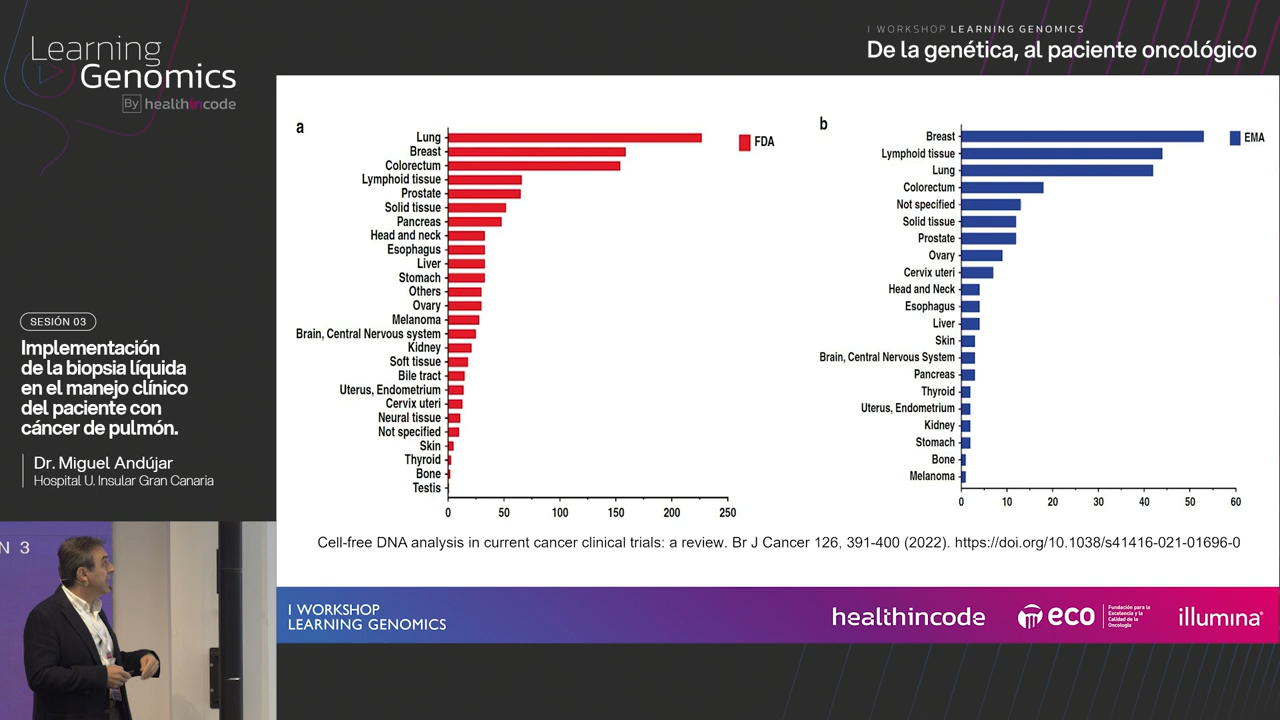 Learning
Genomics
By healthincode
I WORKSHOP LEARNING GENOMICS
De la genética, al paciente oncológico
SESIÓN 03
Implementación
de la biopsia líquida
en el manejo clínico
del paciente con
cáncer de pulmón.
Dr. Miguel Andújar
Hospital U. Insular Gran Canaria
N 3
a
FDA
Lung
Breast
Colorectum
Lymphoid tissue
Prostate
Solid tissue
Pancreas
Head and neck
Esophagus
Liver
Stomach
Others
Ovary
Melanoma
Brain, Central Nervous system
Kidney
Soft tissue
Bile tract
Uterus, Endometrium
Cervix uteri
Neural tissue
Not specified
Skin
Thyroid
Bone
Testis
0 50 100 150 200 250
b
EMA
Breast
Lymphoid tissue
Lung
Colorectum
Not specified
Solid tissue
Prostate
Ovary
Cervix uteri
Head and Neck
Esophagus
Liver
Skin
Brain, Central Nervous System
Pancreas
Thyroid
Uterus, Endometrium
Kidney
Stomach
Bone
Melanoma
0 10 20 30 40 50 60
Cell-free DNA analysis in current cancer clinical trials: a review. Br J Cancer 126, 391-400 (2022). https://doi.org/10.1038/s41416-021-01696-0
I WORKSHOP
LEARNING GENOMICS
healthincode
eco
Fundación para la
Excelencia y la
Calidad de la
Oncología
illumina